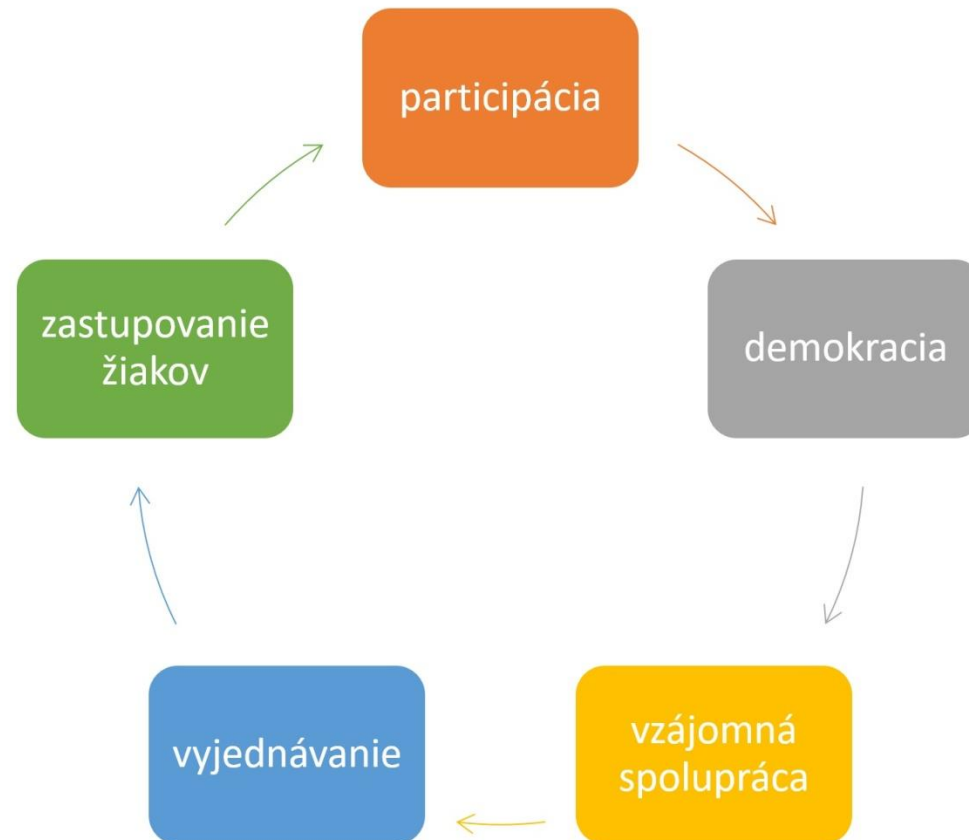 participácia
demokracia
vzájomná
spolupráca
vyjednávanie
zastupovanie
žiakov